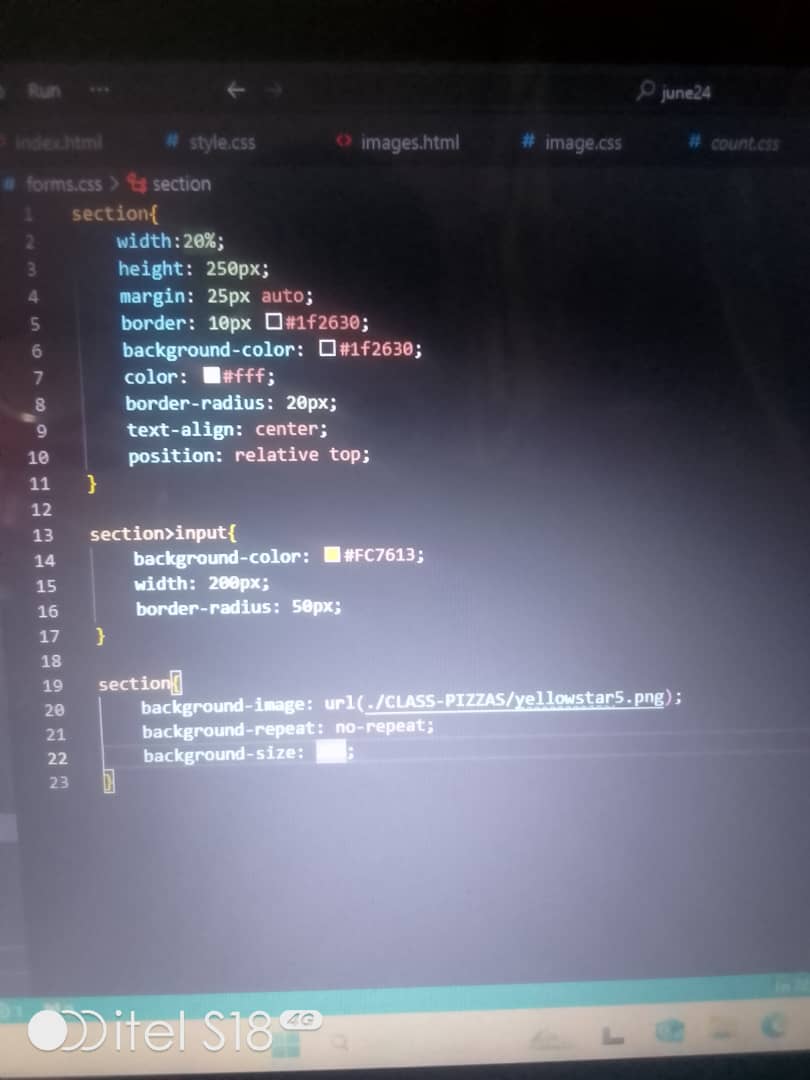 Run ...
june24
index.html # style.css <> images.html # image.css # count.css
# forms.css > section
1 section{
2 width:20%;
3 height: 250px;
4 margin: 25px auto;
5 border: 10px #1f2630;
6 background-color: #1f2630;
7 color: #fff;
8 border-radius: 20px;
9 text-align: center;
10 position: relative top;
11 }
12
13 section>input{
14 background-color: #FC7613;
15 width: 200px;
16 border-radius: 50px;
17 }
18
19 section{
20 background-image: url(./CLASS-PIZZAS/yellowstar5.png);
21 background-repeat: no-repeat;
22 background-size: ;
23 }
itel S18 4G